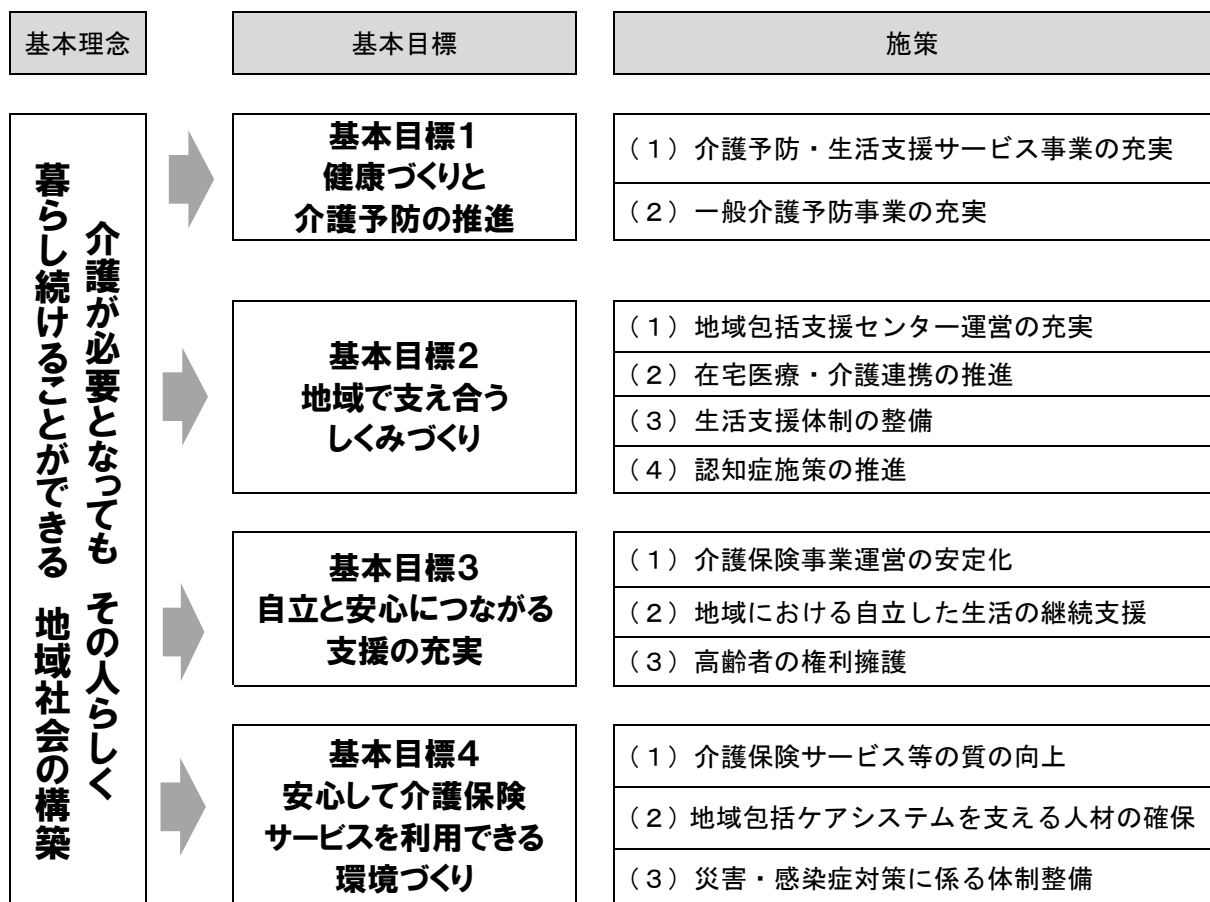 基本理念
基本目標
施策
介護が必要となっても その人らしく
暮らし続けることができる 地域社会の構築
基本目標1
健康づくりと
介護予防の推進
（1）介護予防・生活支援サービス事業の充実
（2）一般介護予防事業の充実
基本目標2
地域で支え合う
しくみづくり
（1）地域包括支援センター運営の充実
（2）在宅医療・介護連携の推進
（3）生活支援体制の整備
（4）認知症施策の推進
基本目標3
自立と安心につながる
支援の充実
（1）介護保険事業運営の安定化
（2）地域における自立した生活の継続支援
（3）高齢者の権利擁護
基本目標4
安心して介護保険
サービスを利用できる
環境づくり
（1）介護保険サービス等の質の向上
（2）地域包括ケアシステムを支える人材の確保
（3）災害・感染症対策に係る体制整備